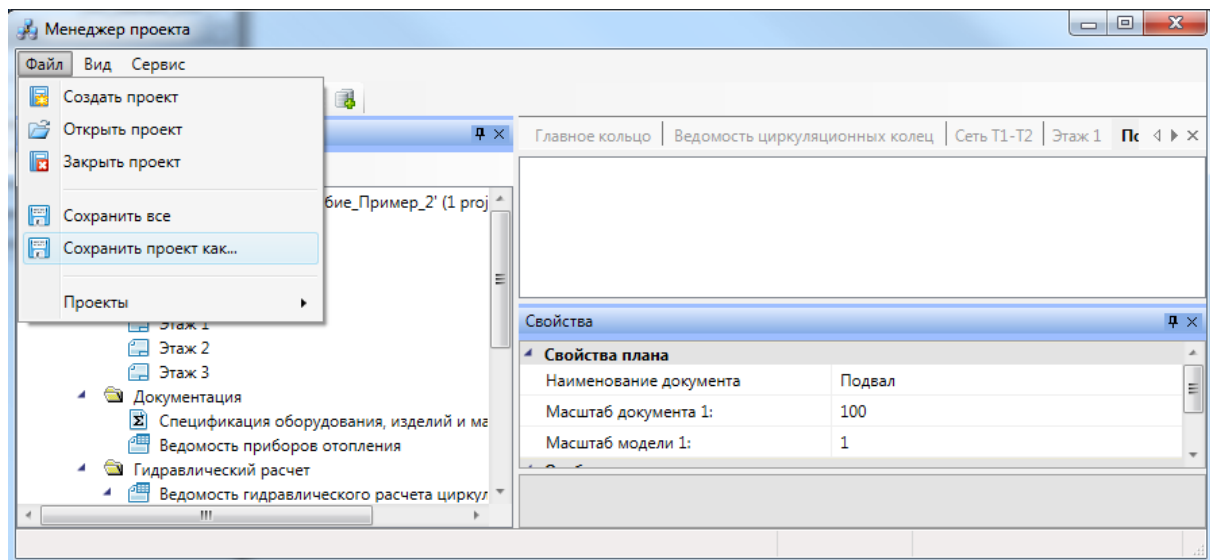 Менеджер проекта
Файл Вид Сервис
Создать проект
Открыть проект
Закрыть проект
Сохранить все
Сохранить проект как...
Проекты
Главное кольцо Ведомость циркуляционных колец Сеть Т1-Т2 Этаж 1
бие_Пример_2' (1 proj
Этаж 1
Этаж 2
Этаж 3
Документация
Спецификация оборудования, изделий и ма
Ведомость приборов отопления
Гидравлический расчет
Ведомость гидравлического расчета циркул
Свойства
Свойства плана
Наименование документа Подвал
Масштаб документа 1: 100
Масштаб модели 1: 1